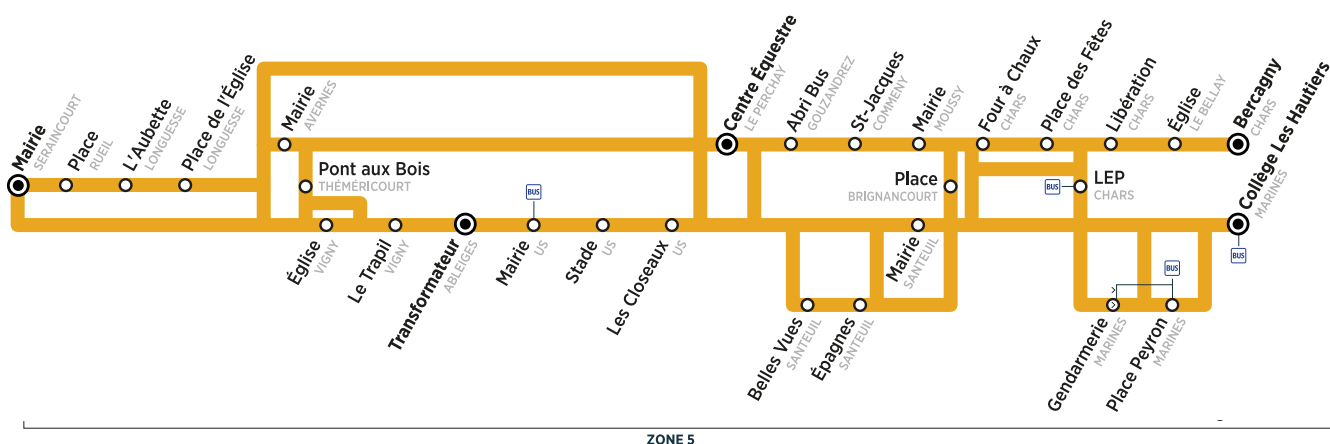 Mairie
SERAINCOURT
Place
RUEIL
L'Aubette
LONGUESSE
Place de l'Église
LONGUESSE
Mairie
AVERNES
Centre Équestre
LE PERCHAY
Abri Bus
GOUZANDREZ
St-Jacques
COMMENY
Mairie
MOUSSY
Four à Chaux
CHARS
Place des Fêtes
CHARS
Libération
CHARS
Église
LE BELLAY
Bercagny
CHARS
Collège Les Hautiers
MARINES
BUS
Pont aux Bois
THÉMÉRICOURT
Place
BRIGNANCOURT
BUS
LEP
CHARS
Église
VIGNY
Le Trapil
VIGNY
Transformateur
ABLEIGES
BUS
Mairie
US
Stade
US
Les Closeaux
US
Mairie
SANTEUIL
Belles Vues
SANTEUIL
Épagnes
SANTEUIL
BUS
Gendarmerie
MARINES
Place Peyron
MARINES
ZONE 5